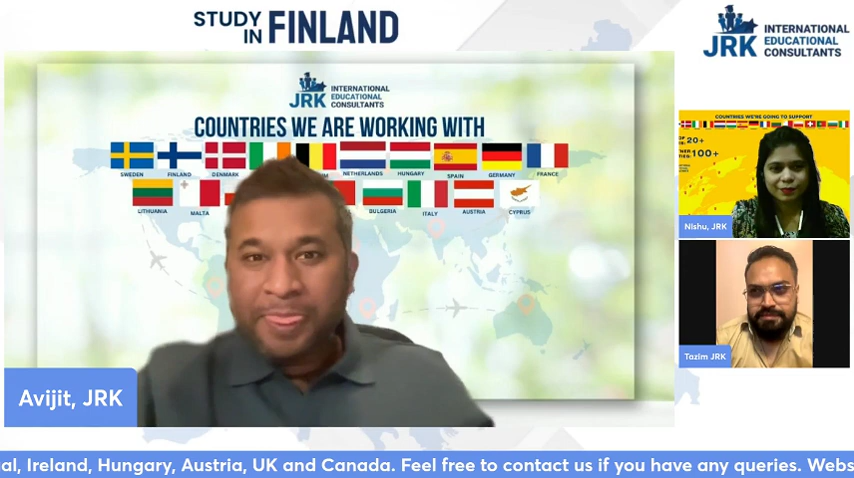 STUDY
IN FINLAND
JRK INTERNATIONAL
EDUCATIONAL
CONSULTANTS
JRK INTERNATIONAL
EDUCATIONAL
CONSULTANTS
COUNTRIES WE ARE WORKING WITH
SWEDEN FINLAND DENMARK NETHERLANDS HUNGARY SPAIN GERMANY FRANCE
LITHUANIA MALTA BULGERIA ITALY AUSTRIA CYPRUS
COUNTRIES WE'RE GOING TO SUPPORT
20+
100+
Nishu, JRK
Tazim JRK
Avijit, JRK
al, Ireland, Hungary, Austria, UK and Canada. Feel free to contact us if you have any queries. Webs